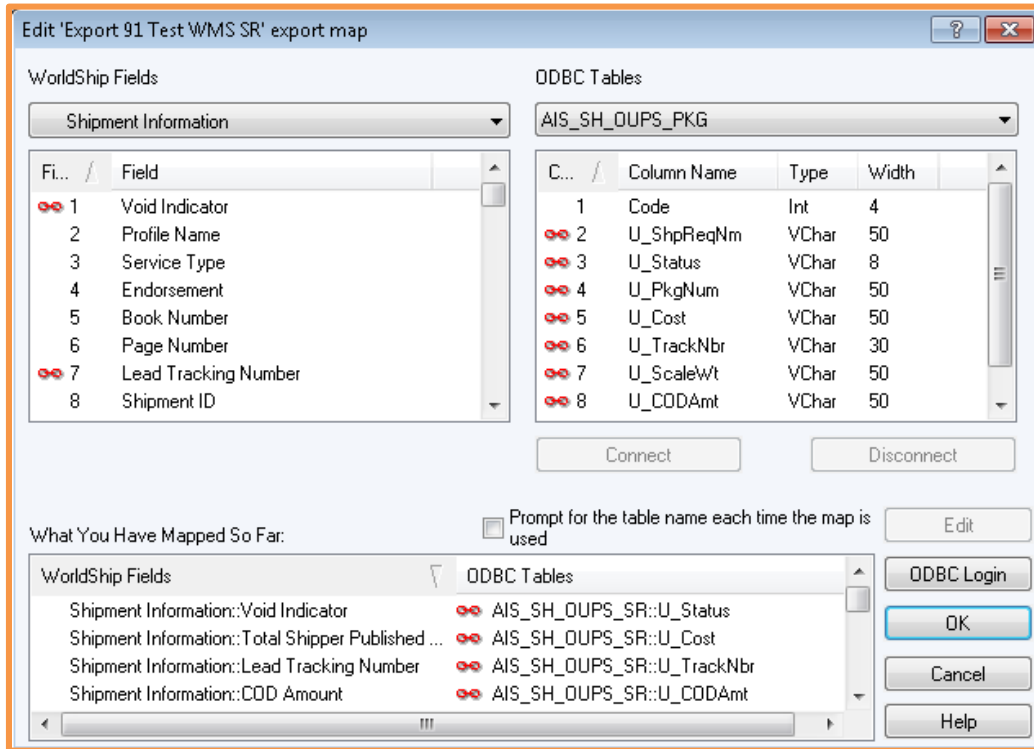 Edit 'Export 91 Test WMS SR' export map
WorldShip Fields
ODBC Tables
Shipment Information
AIS_SH_OUPS_PKG
Fi... Field
C... Column Name Type Width
1 Void Indicator
1 Code Int 4
2 Profile Name
2 U_ShpReqNm VChar 50
3 Service Type
3 U_Status VChar 8
4 Endorsement
4 U_PkgNum VChar 50
5 Book Number
5 U_Cost VChar 50
6 Page Number
6 U_TrackNbr VChar 30
7 Lead Tracking Number
7 U_ScaleWt VChar 50
8 Shipment ID
8 U_CODAmt VChar 50
Connect
Disconnect
What You Have Mapped So Far:
Prompt for the table name each time the map is
used
Edit
WorldShip Fields
ODBC Tables
ODBC Login
Shipment Information::Void Indicator
AIS_SH_OUPS_SR::U_Status
OK
Shipment Information::Total Shipper Published ...
AIS_SH_OUPS_SR::U_Cost
Shipment Information::Lead Tracking Number
AIS_SH_OUPS_SR::U_TrackNbr
Cancel
Shipment Information::COD Amount
AIS_SH_OUPS_SR::U_CODAmt
Help